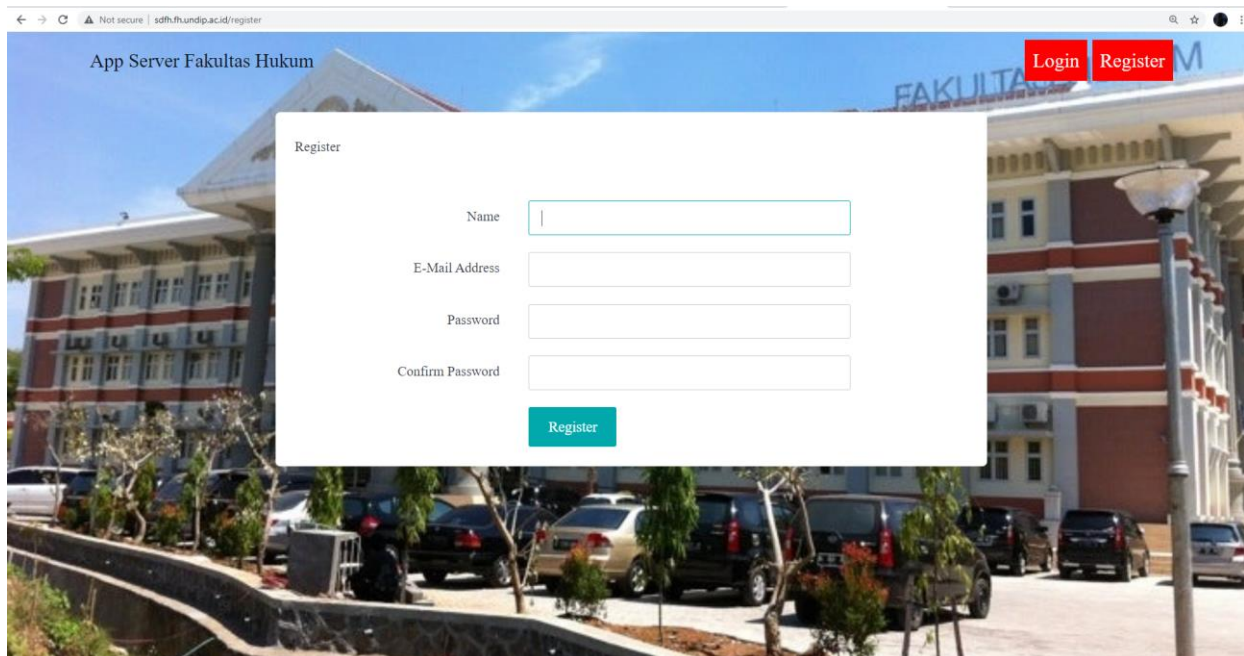 Not secure | sdfh.fh.undip.ac.id/register
App Server Fakultas Hukum
Login Register
Register
Name
E-Mail Address
Password
Confirm Password
Register